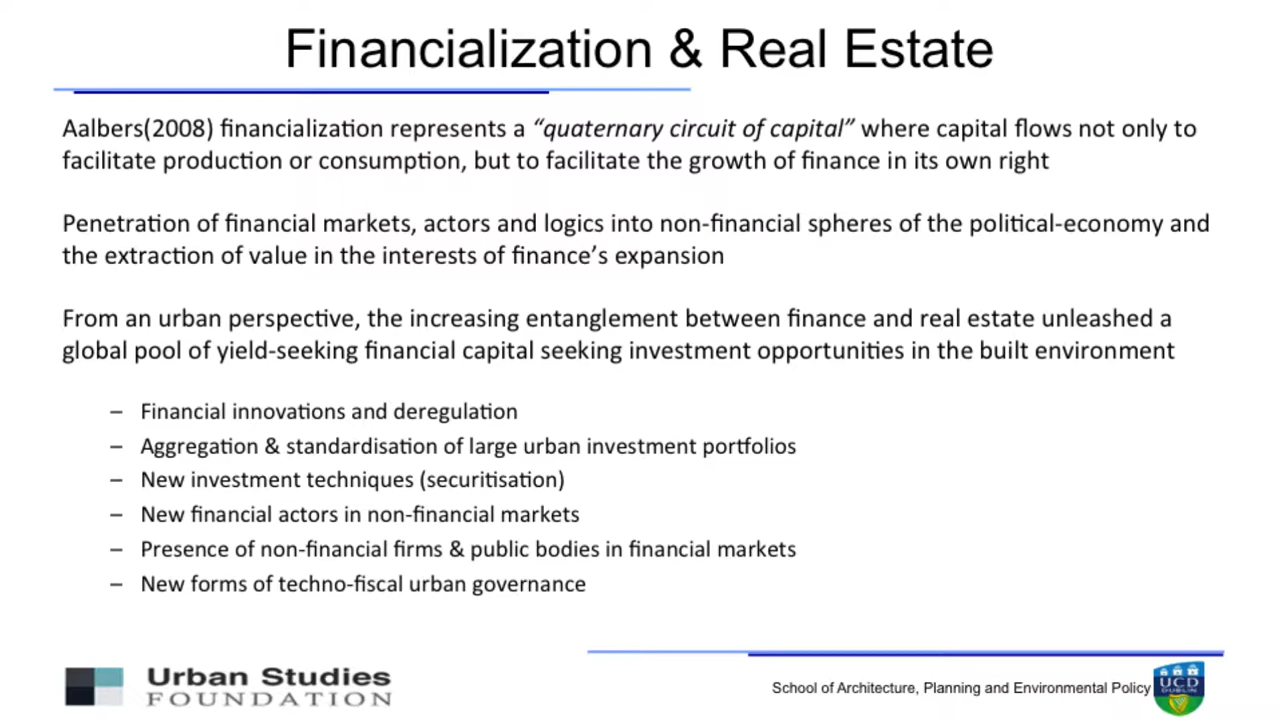 Financialization & Real Estate
Aalbers(2008) financialization represents a “quaternary circuit of capital” where capital flows not only to
facilitate production or consumption, but to facilitate the growth of finance in its own right
Penetration of financial markets, actors and logics into non-financial spheres of the political-economy and
the extraction of value in the interests of finance’s expansion
From an urban perspective, the increasing entanglement between finance and real estate unleashed a
global pool of yield-seeking financial capital seeking investment opportunities in the built environment
– Financial innovations and deregulation
– Aggregation & standardisation of large urban investment portfolios
– New investment techniques (securitisation)
– New financial actors in non-financial markets
– Presence of non-financial firms & public bodies in financial markets
– New forms of techno-fiscal urban governance
Urban Studies
FOUNDATION
School of Architecture, Planning and Environmental Policy
UCD
DUBLIN